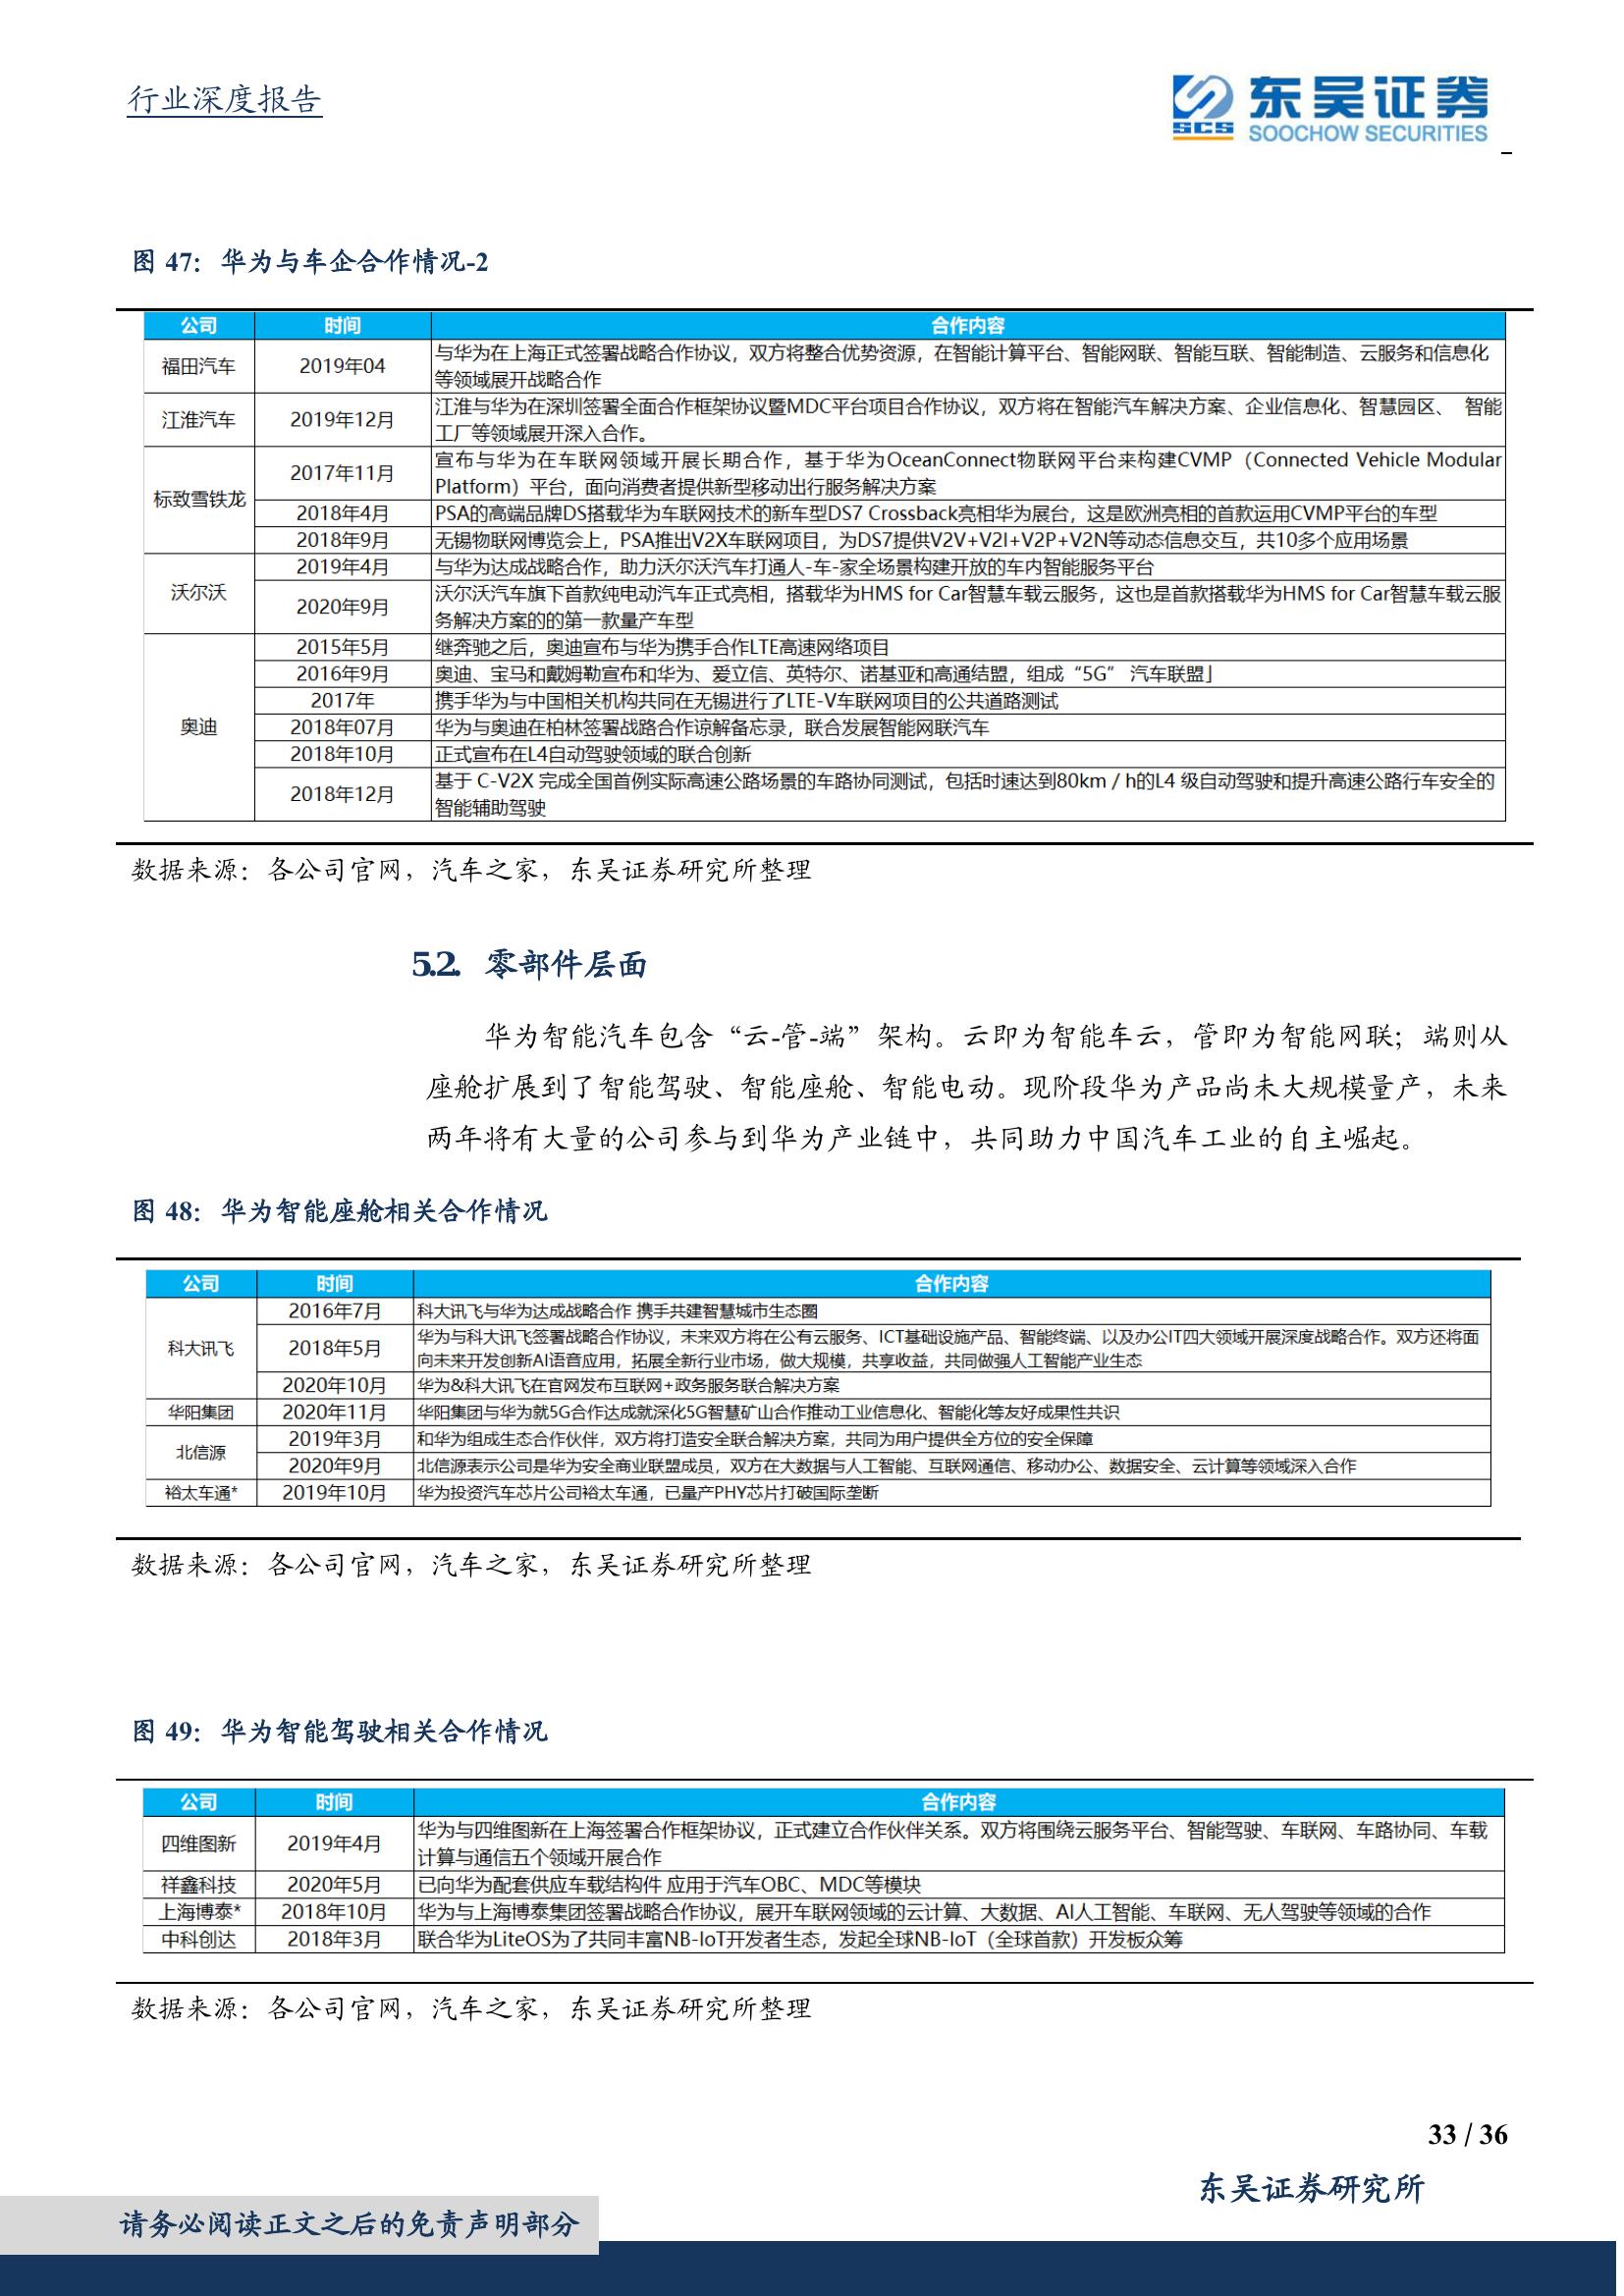 行业深度报告
SCS
东吴证券
SOOCHOW SECURITIES
图 47：华为与车企合作情况-2
公司 时间 合作内容
福田汽车 2019年04 与华为在上海正式签署战略合作协议，双方将整合优势资源，在智能计算平台、智能网联、智能互联、智能制造、云服务和信息化
等领域展开战略合作
江淮汽车 2019年12月 江淮与华为在深圳签署全面合作框架协议暨MDC平台项目合作协议，双方将在智能汽车解决方案、企业信息化、智慧园区、 智能
工厂等领域展开深入合作。
标致雪铁龙 2017年11月 宣布与华为在车联网领域开展长期合作，基于华为OceanConnect物联网平台来构建CVMP（Connected Vehicle Modular
Platform）平台，面向消费者提供新型移动出行服务解决方案
2018年4月 PSA的高端品牌DS搭载华为车联网技术的新车型DS7 Crossback亮相华为展台，这是欧洲亮相的首款运用CVMP平台的车型
2018年9月 无锡物联网博览会上，PSA推出V2X车联网项目，为DS7提供V2V+V2I+V2P+V2N等动态信息交互，共10多个应用场景
沃尔沃 2019年4月 与华为达成战略合作，助力沃尔沃汽车打通人-车-家全场景构建开放的车内智能服务平台
2020年9月 沃尔沃汽车旗下首款纯电动汽车正式亮相，搭载华为HMS for Car智慧车载云服务，这也是首款搭载华为HMS for Car智慧车载云服
务解决方案的的第一款量产车型
奥迪 2015年5月 继奔驰之后，奥迪宣布与华为携手合作LTE高速网络项目
2016年9月 奥迪、宝马和戴姆勒宣布和华为、爱立信、英特尔、诺基亚和高通结盟，组成“5G” 汽车联盟」
2017年 携手华为与中国相关机构共同在无锡进行了LTE-V车联网项目的公共道路测试
2018年07月 华为与奥迪在柏林签署战路合作谅解备忘录，联合发展智能网联汽车
2018年10月 正式宣布在L4自动驾驶领域的联合创新
2018年12月 基于 C-V2X 完成全国首例实际高速公路场景的车路协同测试，包括时速达到80km / h的L4 级自动驾驶和提升高速公路行车安全的
智能辅助驾驶
数据来源：各公司官网，汽车之家，东吴证券研究所整理
5.2. 零部件层面
华为智能汽车包含“云-管-端”架构。云即为智能车云，管即为智能网联；端则从
座舱扩展到了智能驾驶、智能座舱、智能电动。现阶段华为产品尚未大规模量产，未来
两年将有大量的公司参与到华为产业链中，共同助力中国汽车工业的自主崛起。
图 48：华为智能座舱相关合作情况
公司 时间 合作内容
科大讯飞 2016年7月 科大讯飞与华为达成战略合作 携手共建智慧城市生态圈
2018年5月 华为与科大讯飞签署战略合作协议，未来双方将在公有云服务、ICT基础设施产品、智能终端、以及办公IT四大领域开展深度战略合作。双方还将面
向未来开发创新AI语音应用，拓展全新行业市场，做大规模，共享收益，共同做强人工智能产业生态
2020年10月 华为&科大讯飞在官网发布互联网+政务服务联合解决方案
华阳集团 2020年11月 华阳集团与华为就5G合作达成就深化5G智慧矿山合作推动工业信息化、智能化等友好成果性共识
北信源 2019年3月 和华为组成生态合作伙伴，双方将打造安全联合解决方案，共同为用户提供全方位的安全保障
2020年9月 北信源表示公司是华为安全商业联盟成员，双方在大数据与人工智能、互联网通信、移动办公、数据安全、云计算等领域深入合作
裕太车通* 2019年10月 华为投资汽车芯片公司裕太车通，已量产PHY芯片打破国际垄断
数据来源：各公司官网，汽车之家，东吴证券研究所整理
图 49：华为智能驾驶相关合作情况
公司 时间 合作内容
四维图新 2019年4月 华为与四维图新在上海签署合作框架协议，正式建立合作伙伴关系。双方将围绕云服务平台、智能驾驶、车联网、车路协同、车载
计算与通信五个领域开展合作
祥鑫科技 2020年5月 已向华为配套供应车载结构件 应用于汽车OBC、MDC等模块
上海博泰* 2018年10月 华为与上海博泰集团签署战略合作协议，展开车联网领域的云计算、大数据、AI人工智能、车联网、无人驾驶等领域的合作
中科创达 2018年3月 联合华为LiteOS为了共同丰富NB-IoT开发者生态，发起全球NB-IoT（全球首款）开发板众筹
数据来源：各公司官网，汽车之家，东吴证券研究所整理
33 / 36
东吴证券研究所
请务必阅读正文之后的免责声明部分